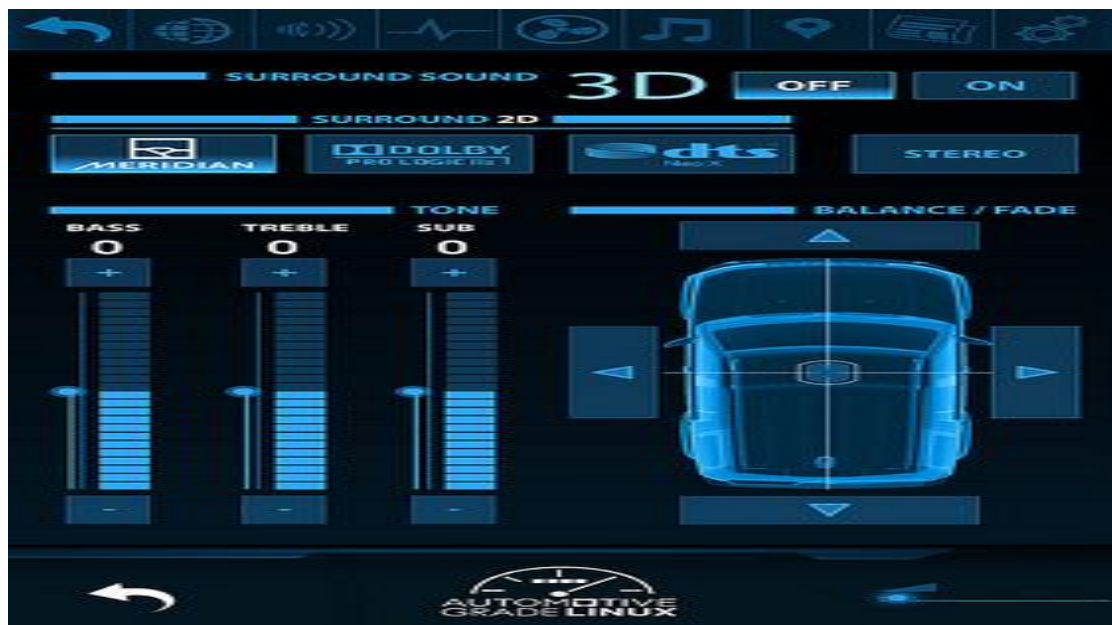 SURROUND SOUND 3D OFF ON
SURROUND 2D
MERIDIAN
DOLBY
PRO LOGIC IIz
dts
Neo:X
STEREO
TONE
BALANCE / FADE
BASS TREBLE SUB
0 0 0
+ + +
- - -
AUTOMOTIVE
GRADE LINUX